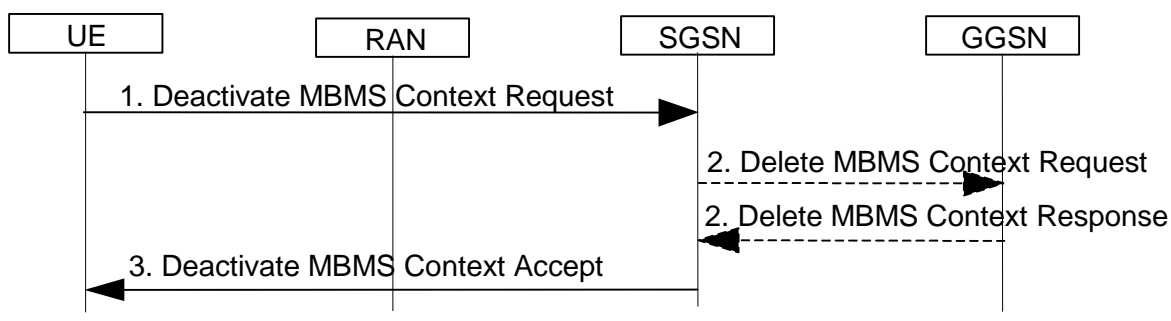 UE
RAN
SGSN
GGSN
1. Deactivate MBMS Context Request
2. Delete MBMS Context Request
2. Delete MBMS Context Response
3. Deactivate MBMS Context Accept